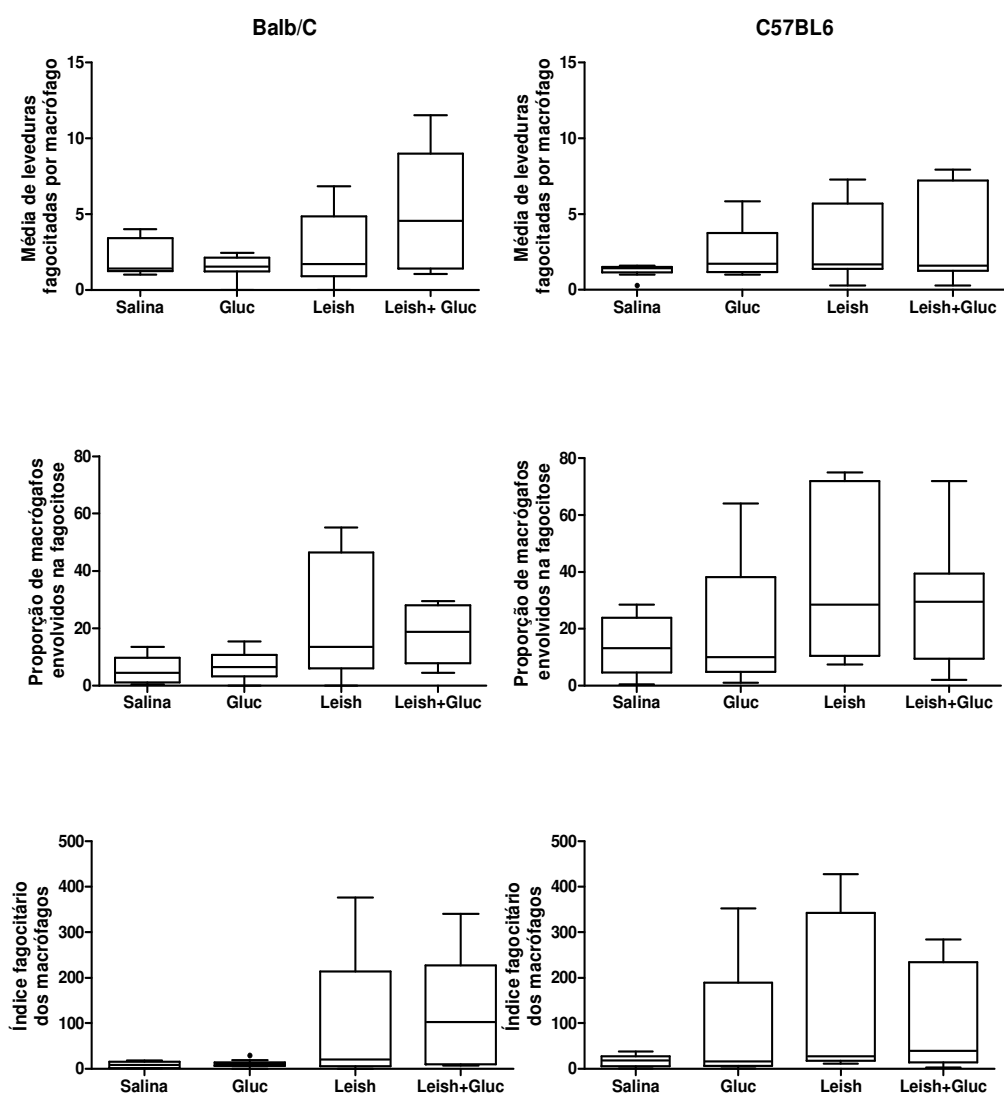 Balb/C
C57BL6
Média de leveduras
fagocitadas por macrófago
15
10
5
0
Salina Gluc Leish Leish+ Gluc
Média de leveduras
fagocitadas por macrófago
15
10
5
0
Salina Gluc Leish Leish+Gluc
Proporção de macrógafos
envolvidos na fagocitose
80
60
40
20
0
Salina Gluc Leish Leish+Gluc
Proporção de macrógafos
envolvidos na fagocitose
80
60
40
20
0
Salina Gluc Leish Leish+Gluc
Índice fagocitário
dos macrófagos
500
400
300
200
100
0
Salina Gluc Leish Leish+Gluc
Índice fagocitário
dos macrófagos
500
400
300
200
100
0
Salina Gluc Leish Leish+Gluc